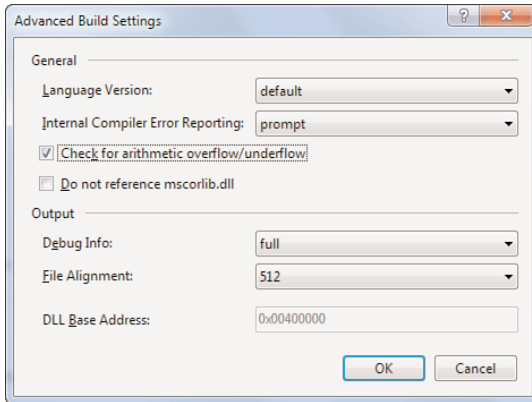 Advanced Build Settings
General
Language Version: default
Internal Compiler Error Reporting: prompt
Check for arithmetic overflow/underflow
Do not reference mscorlib.dll
Output
Debug Info: full
File Alignment: 512
DLL Base Address: 0x00400000
OK Cancel